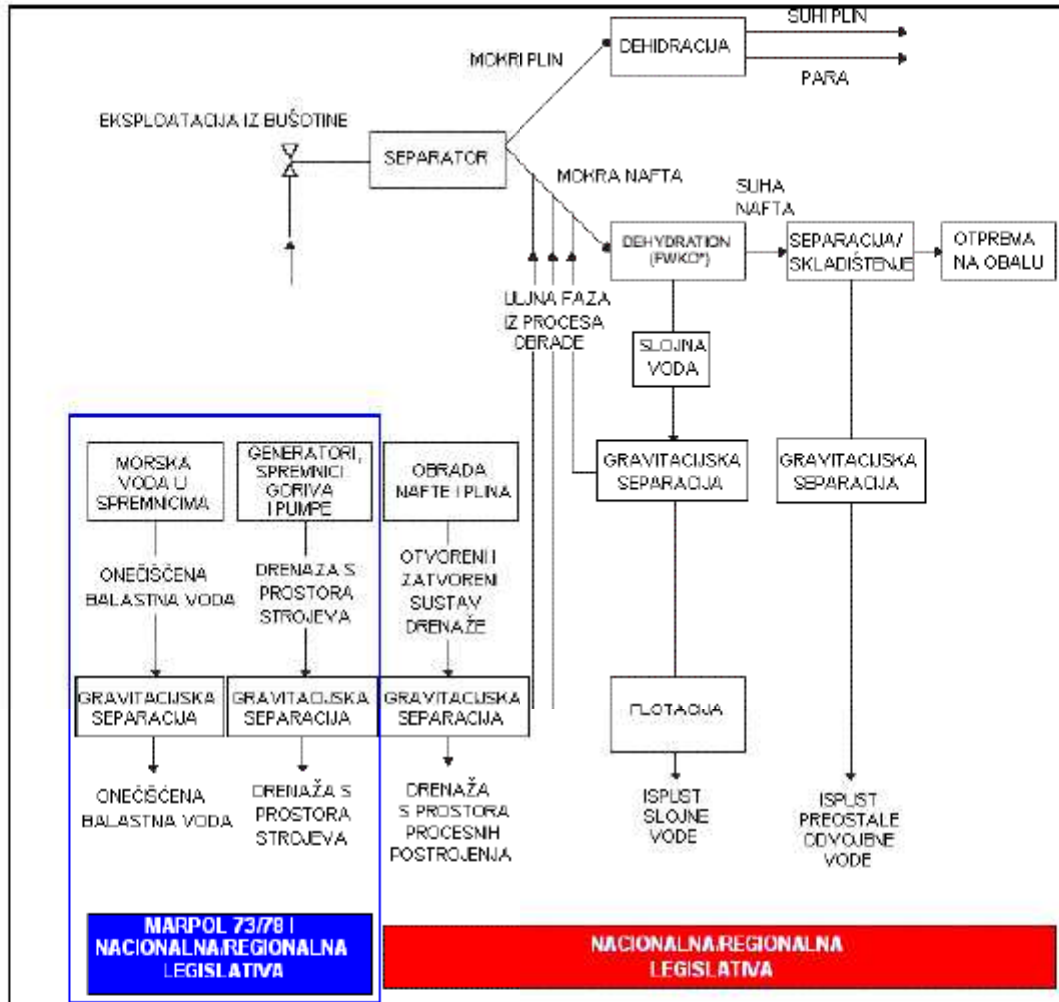 SUHI PLIN
DEHIDRACIJA
MOKRI PLIN
PARA
EKSPLOATACIJA IZ BUŠOTINE
SEPARATOR
MOKRA NAFTA
SUHA
NAFTA
DEHYDRATION
(FWKO*)
SEPARACIJA/
SKLADIŠTENJE
OTPREMA
NA OBALU
ULJNA FAZA
IZ PROCESA
OBRADE
SLOJNA
VODA
MORSKA
VODA U
SPREMNICIMA
GENERATORI,
SPREMNICI
GORIVA
I PUMPE
OBRADA
NAFTE I PLINA
GRAVITACIJSKA
SEPARACIJA
GRAVITACIJSKA
SEPARACIJA
ONEČIŠĆENA
BALASTNA VODA
DRENAŽA S
PROSTORA
STROJEVA
OTVORENI I
ZATVORENI
SUSTAV
DRENAŽE
GRAVITACIJSKA
SEPARACIJA
GRAVITACIJSKA
SEPARACIJA
GRAVITACIJSKA
SEPARACIJA
FLOTACIJA
ONEČIŠĆENA
BALASTNA VODA
DRENAŽA S
PROSTORA
STROJEVA
DRENAŽA
S PROSTORA
PROCESNIH
POSTROJENJA
ISPUST
SLOJNE
VODE
ISPUST
PREOSTALE
ODVOJENE
VODE
MARPOL 73/78 I
NACIONALNA/REGIONALNA
LEGISLATIVA
NACIONALNA/REGIONALNA
LEGISLATIVA